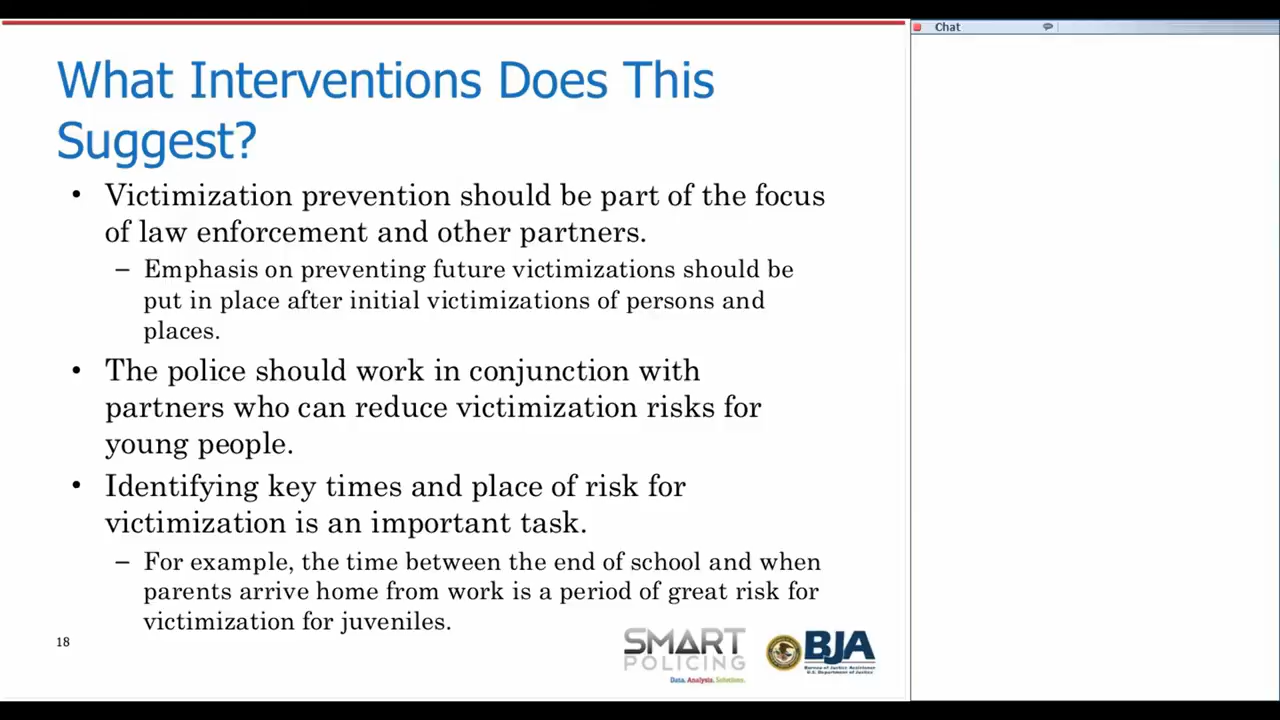 Chat
What Interventions Does This
Suggest?
• Victimization prevention should be part of the focus
of law enforcement and other partners.
– Emphasis on preventing future victimizations should be
put in place after initial victimizations of persons and
places.
• The police should work in conjunction with
partners who can reduce victimization risks for
young people.
• Identifying key times and place of risk for
victimization is an important task.
– For example, the time between the end of school and when
parents arrive home from work is a period of great risk for
victimization for juveniles.
18
SMART
POLICING
Data. Analysis. Solutions.
BJA
Bureau of Justice Assistance
U.S. Department of Justice